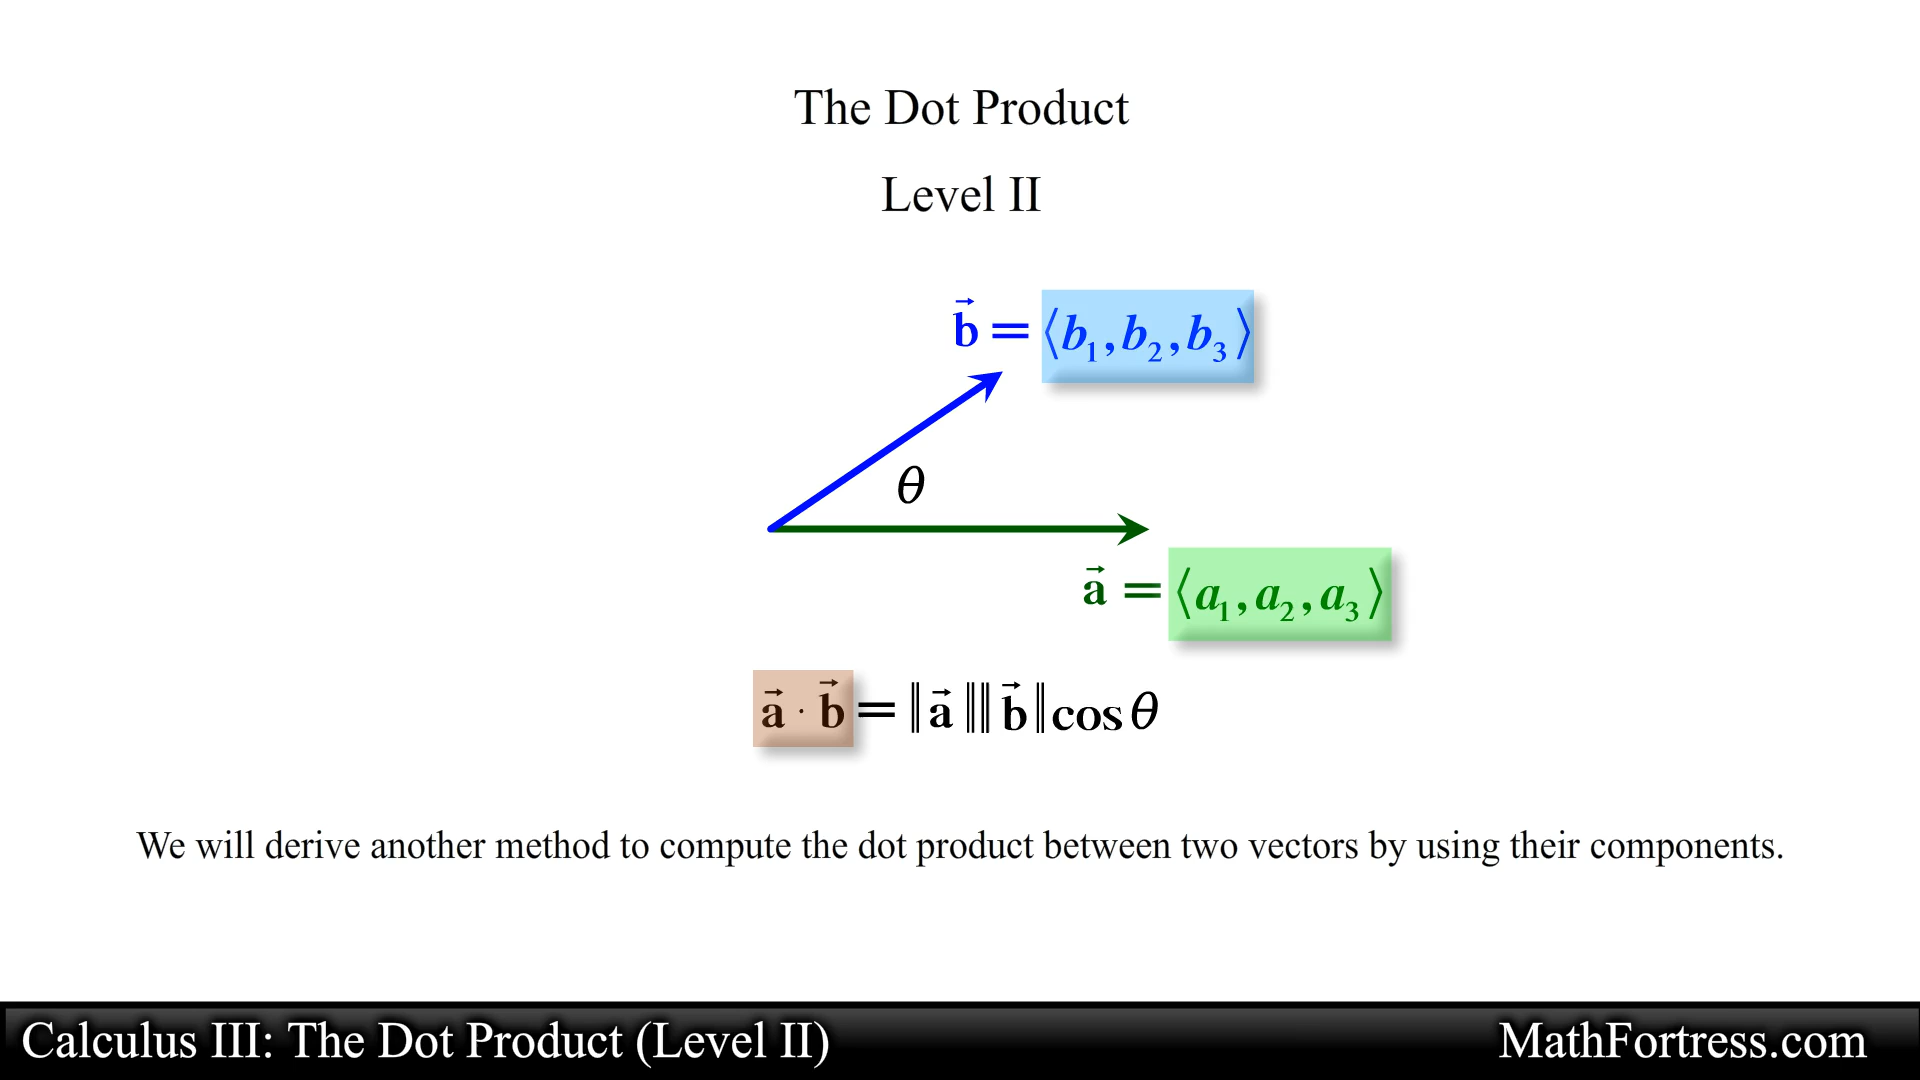 The Dot Product
Level II
b⃗ = ⟨b₁, b₂, b₃⟩
θ
a⃗ = ⟨a₁, a₂, a₃⟩
a⃗ · b⃗ = ‖a⃗‖‖b⃗‖cos θ
We will derive another method to compute the dot product between two vectors by using their components.
Calculus III: The Dot Product (Level II)
MathFortress.com